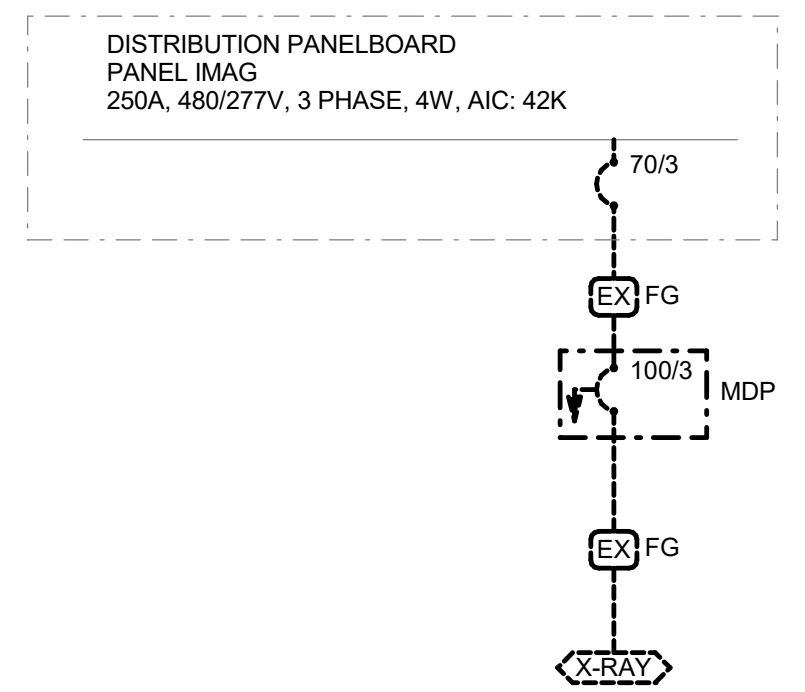 DISTRIBUTION PANELBOARD
PANEL IMAG
250A, 480/277V, 3 PHASE, 4W, AIC: 42K
70/3
EX FG
100/3
MDP
EX FG
X-RAY